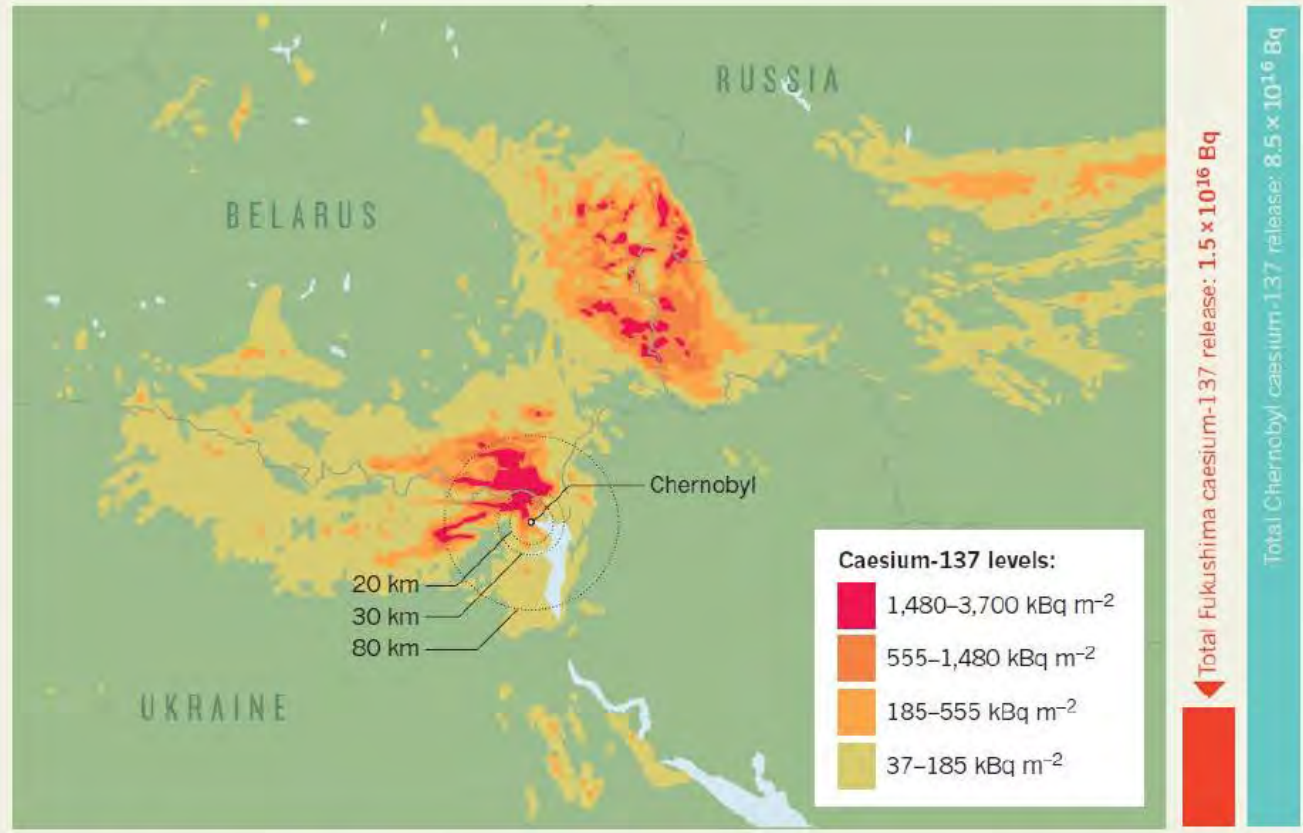 RUSSIA
BELARUS
Chernobyl
20 km
30 km
80 km
UKRAINE
Caesium-137 levels:
1,480–3,700 kBq m⁻²
555–1,480 kBq m⁻²
185–555 kBq m⁻²
37–185 kBq m⁻²
Total Fukushima caesium-137 release: 1.5 × 10¹⁶ Bq
Total Chernobyl caesium-137 release: 8.5 × 10¹⁶ Bq